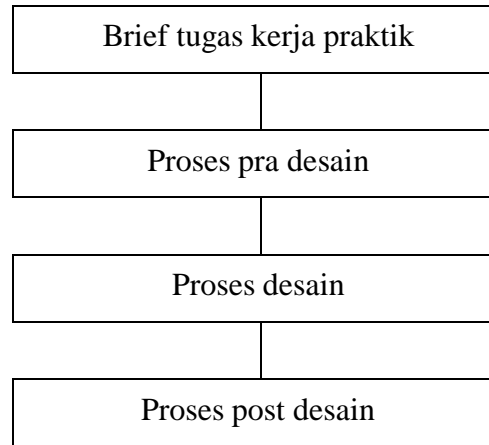 Brief tugas kerja praktik
Proses pra desain
Proses desain
Proses post desain